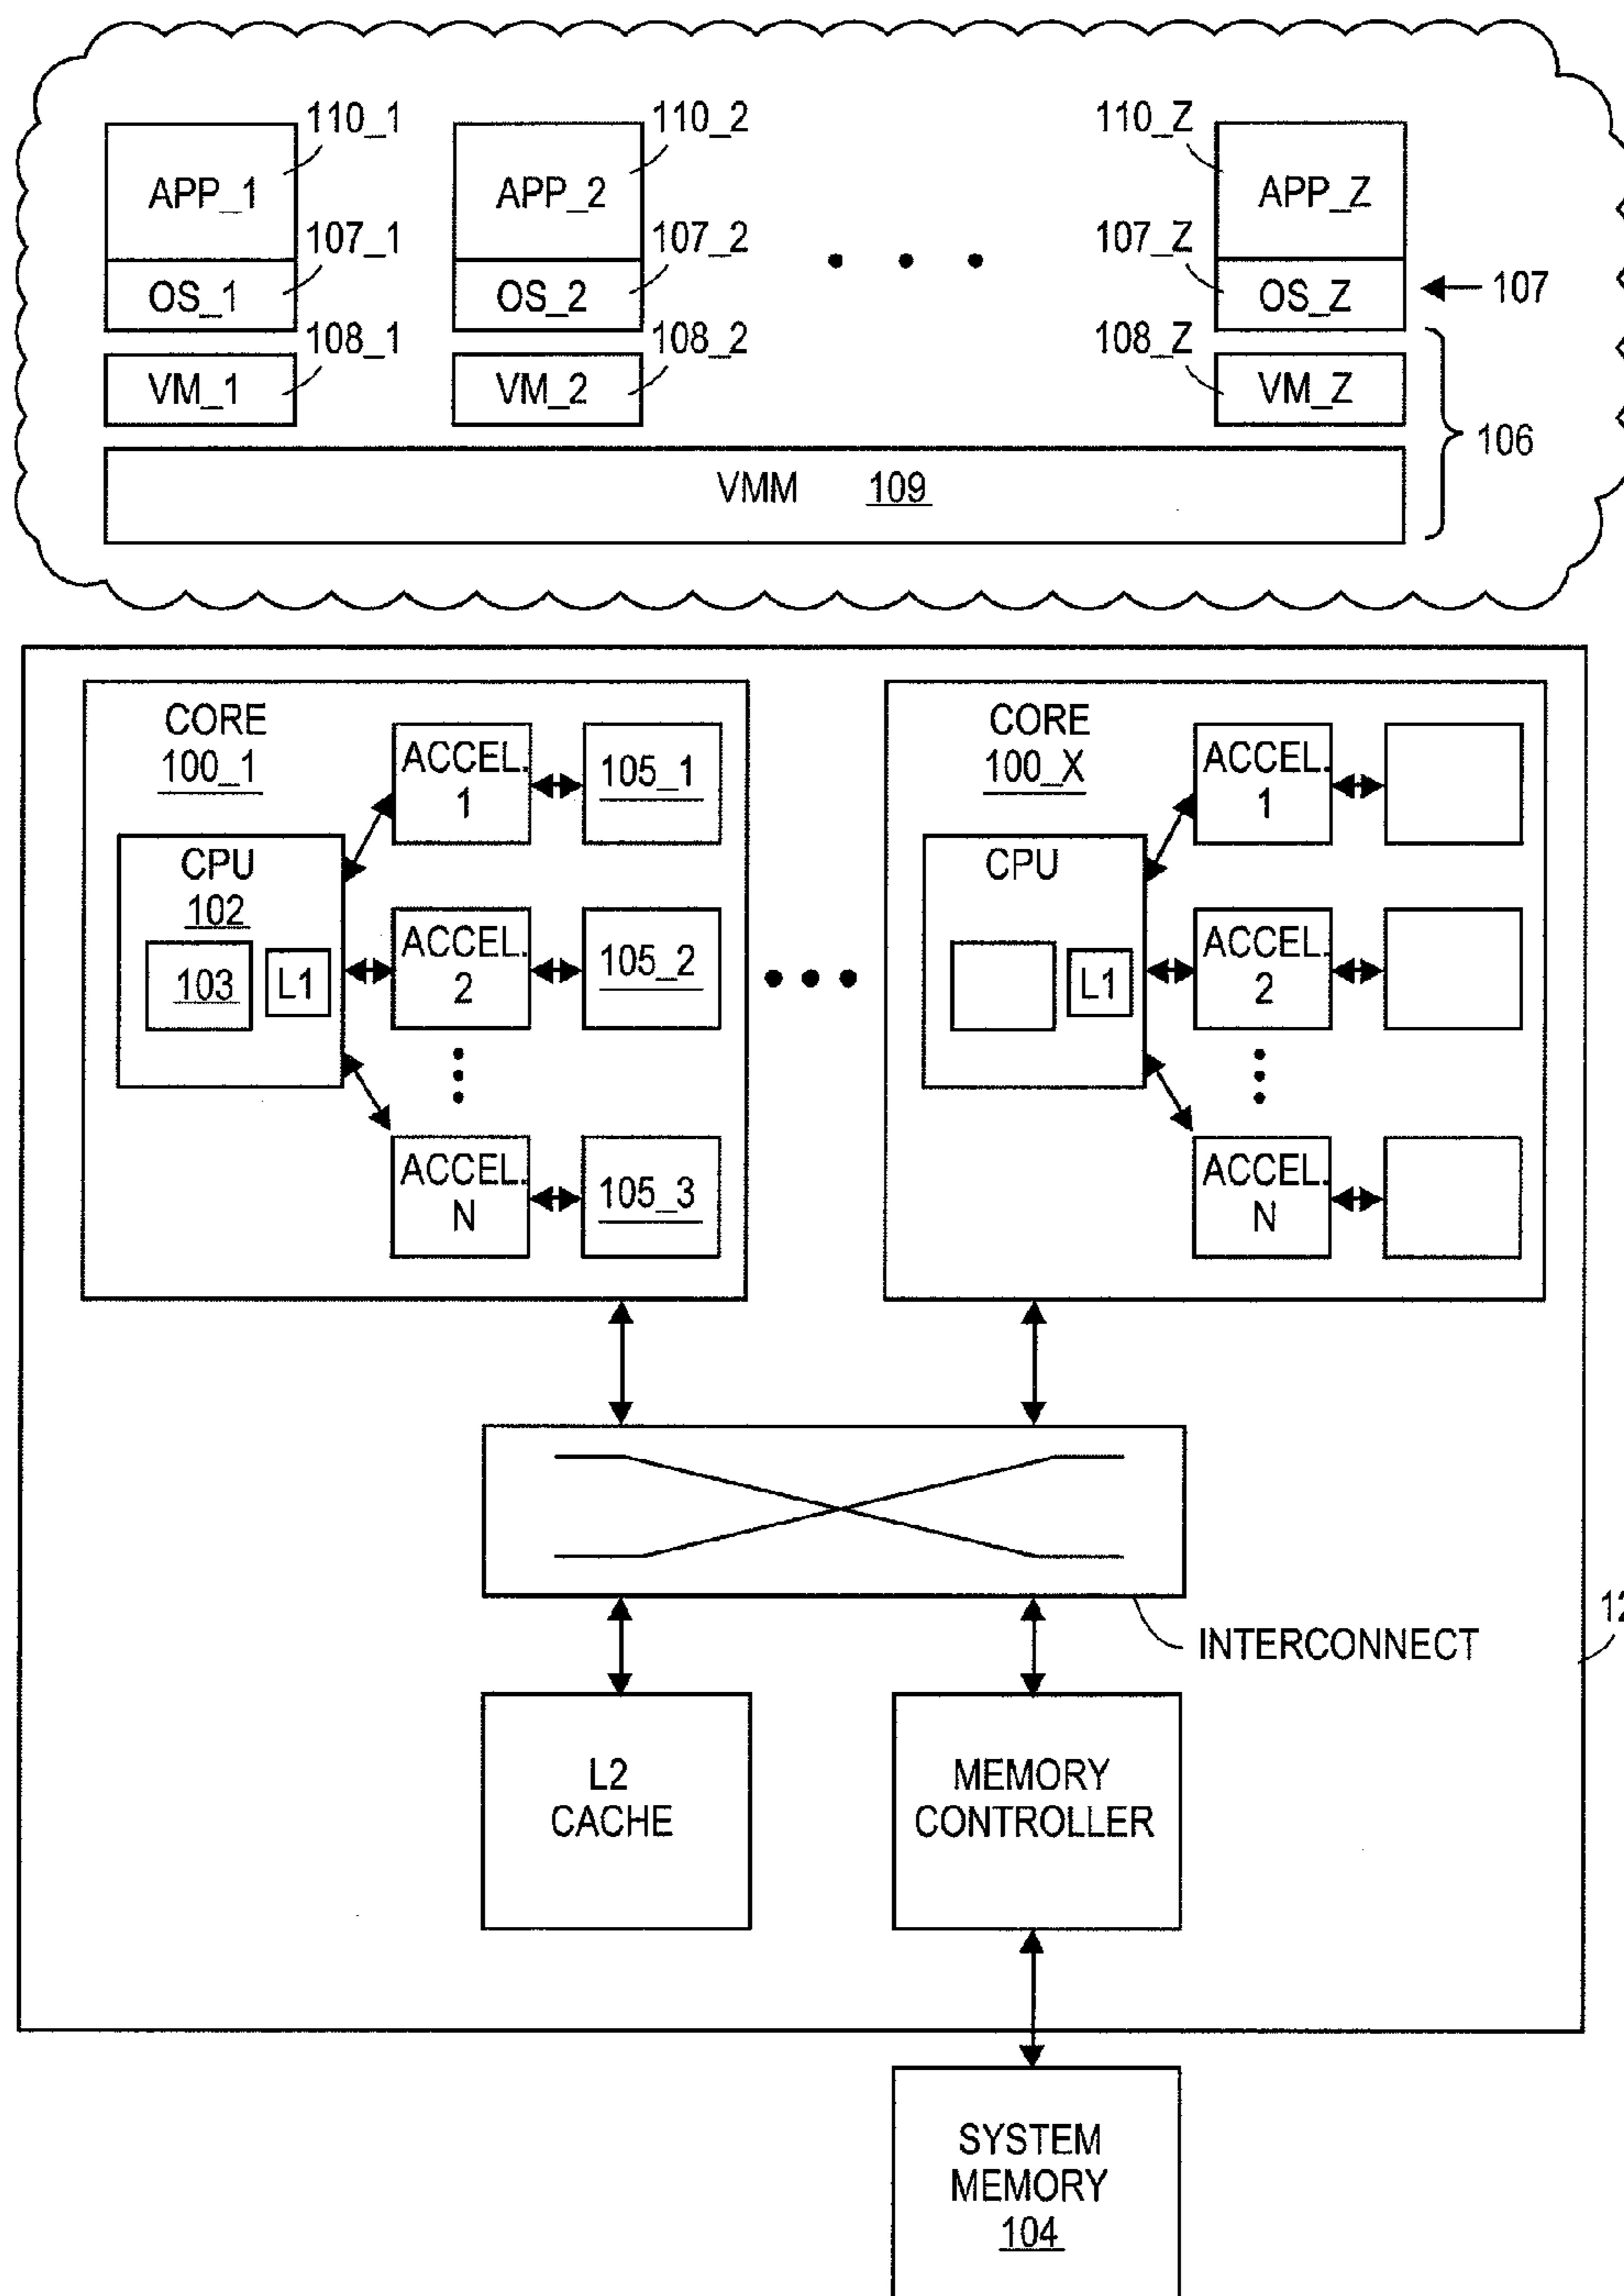 110_1
110_2
110_Z
APP_1
APP_2
APP_Z
107_1
107_2
107_Z
OS_1
OS_2
OS_Z
107
108_1
108_2
108_Z
VM_1
VM_2
VM_Z
106
VMM 109
CORE
100_1
ACCEL.
1
105_1
CPU
102
103
L1
ACCEL.
2
105_2
ACCEL.
N
105_3
CORE
100_X
ACCEL.
1
CPU
L1
ACCEL.
2
ACCEL.
N
INTERCONNECT
L2
CACHE
MEMORY
CONTROLLER
SYSTEM
MEMORY
104